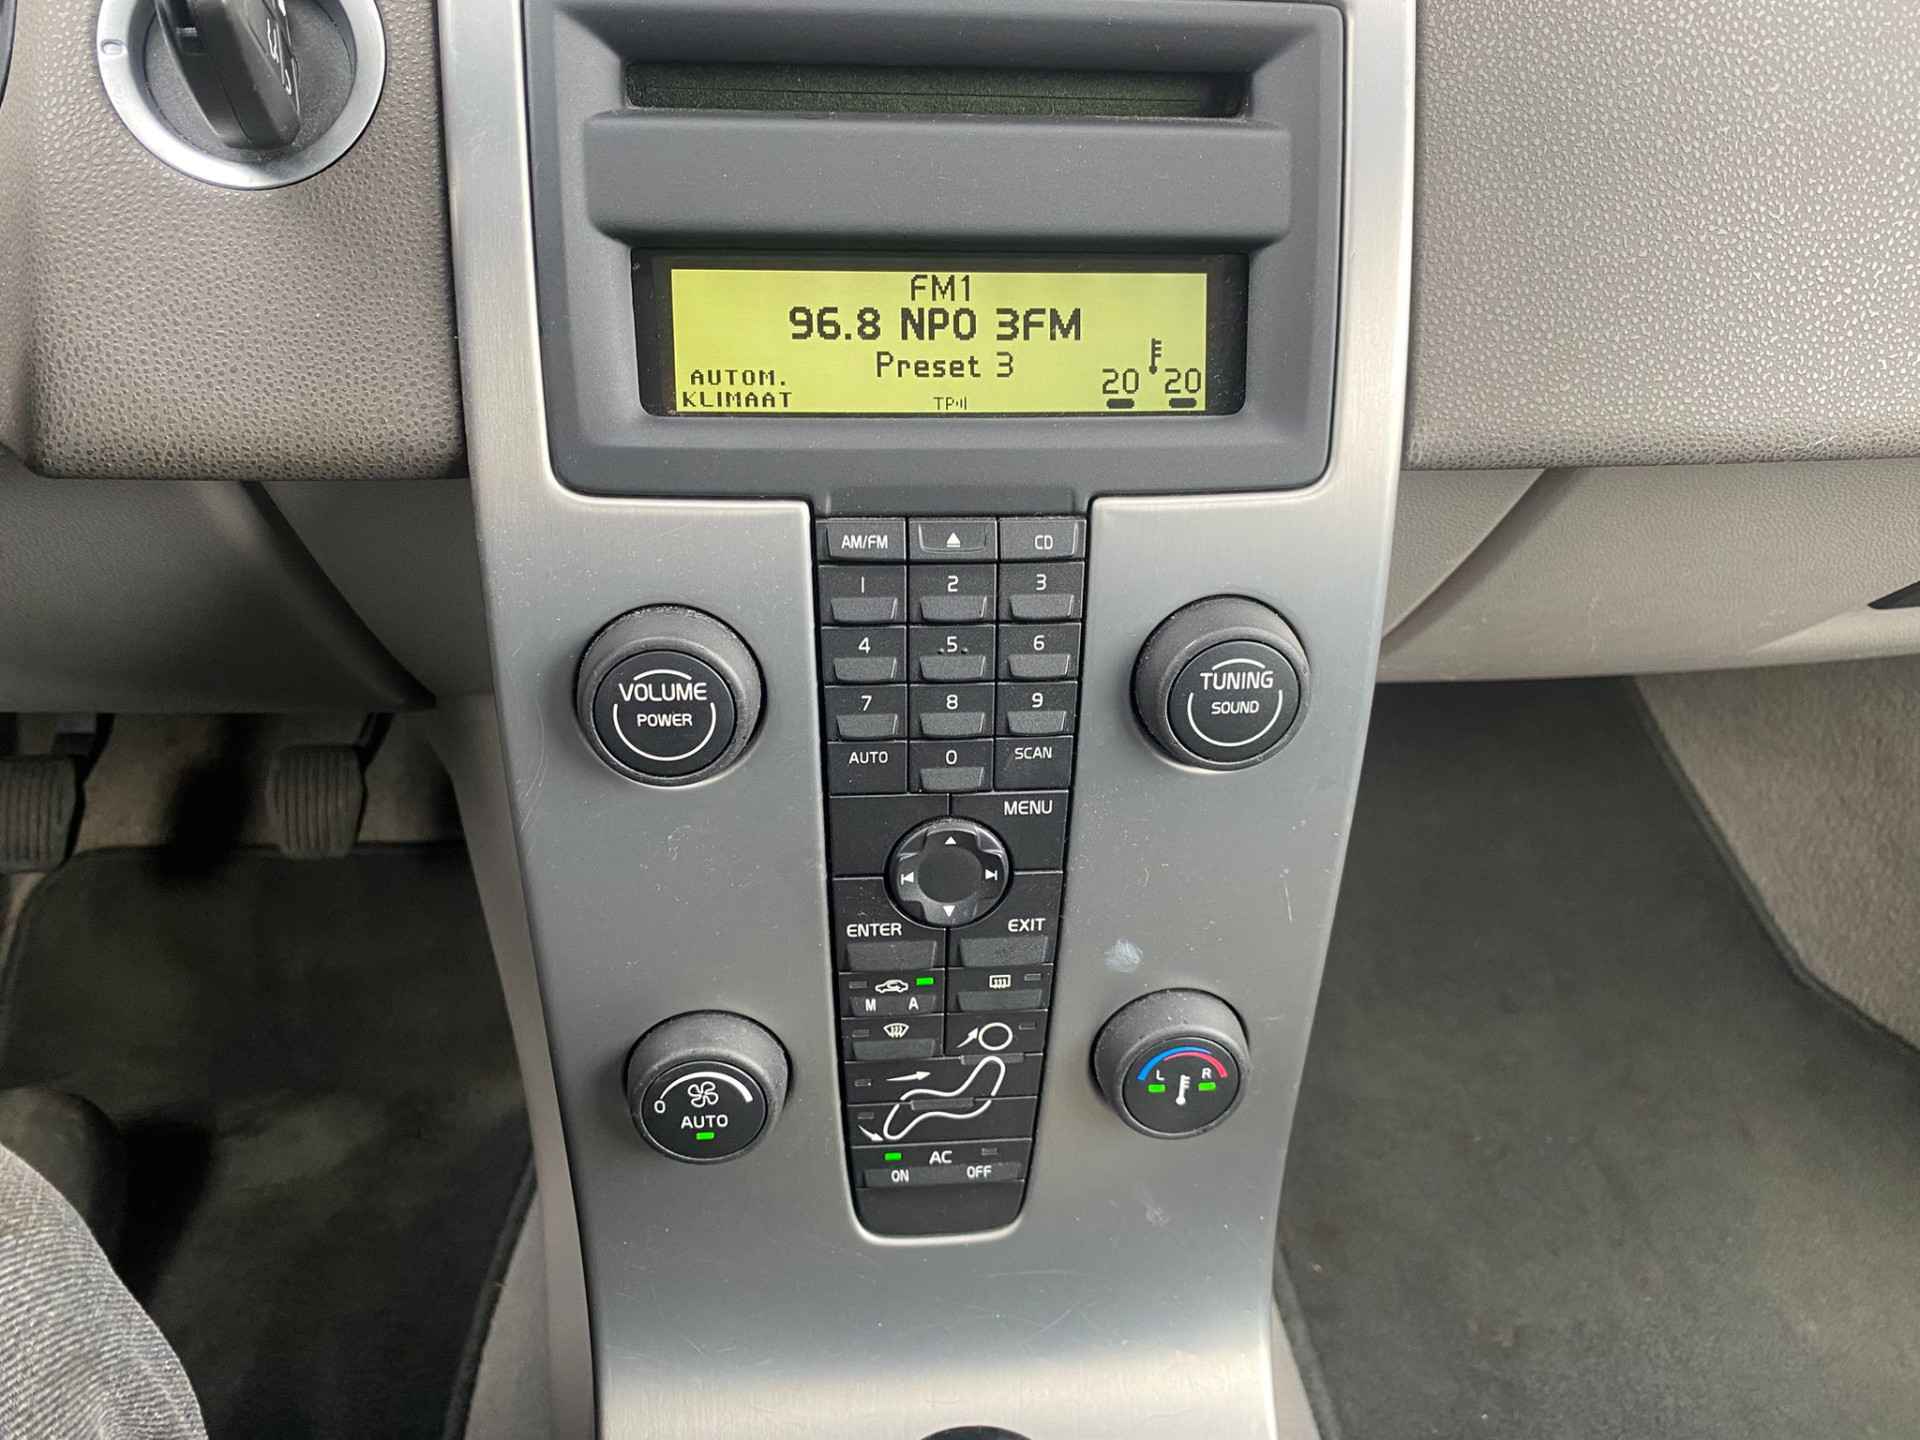 FM1
96.8 NPO 3FM
Preset 3
AUTOM.
KLIMAAT
TP
20 20
AM/FM CD
1 2 3
4 5 6
7 8 9
AUTO 0 SCAN
VOLUME
POWER
TUNING
SOUND
MENU
ENTER EXIT
M A
0
AUTO
L R
AC
ON OFF